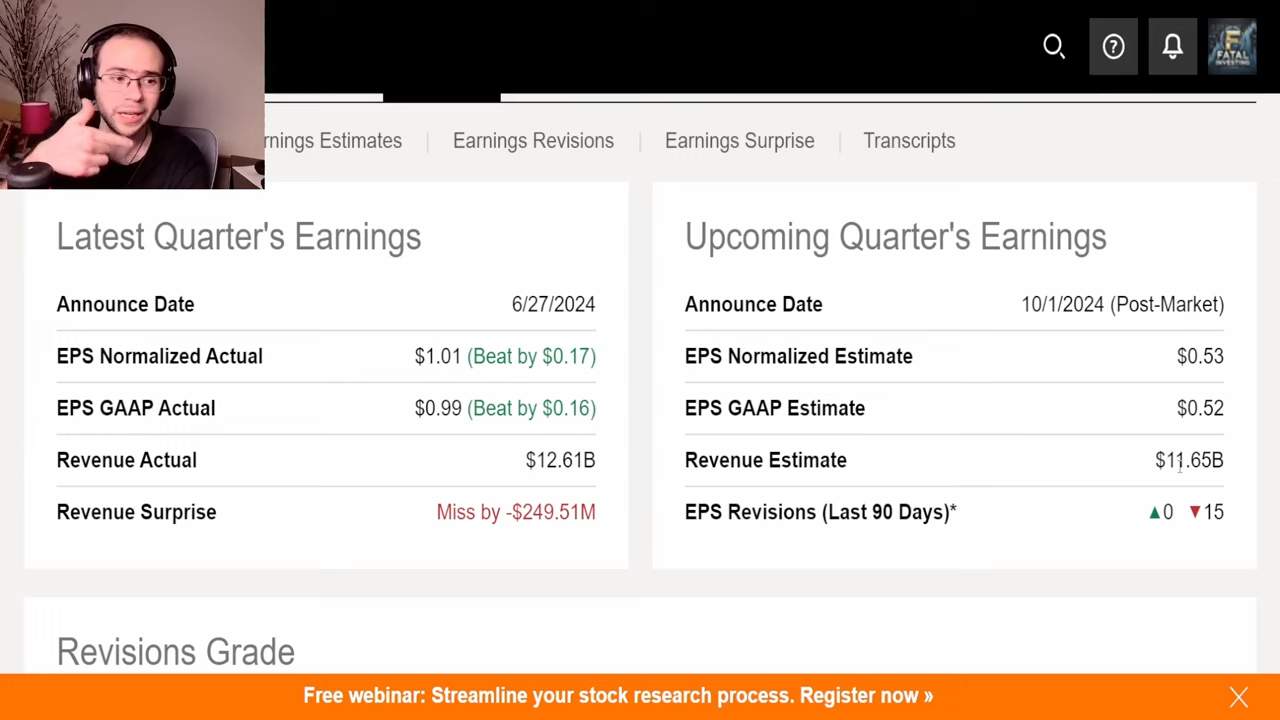 FATAL
INVESTING
rnings Estimates | Earnings Revisions | Earnings Surprise | Transcripts
Latest Quarter's Earnings
Announce Date 6/27/2024
EPS Normalized Actual $1.01 (Beat by $0.17)
EPS GAAP Actual $0.99 (Beat by $0.16)
Revenue Actual $12.61B
Revenue Surprise Miss by -$249.51M
Upcoming Quarter's Earnings
Announce Date 10/1/2024 (Post-Market)
EPS Normalized Estimate $0.53
EPS GAAP Estimate $0.52
Revenue Estimate $11.65B
EPS Revisions (Last 90 Days)* ▲0 ▼15
Revisions Grade
Free webinar: Streamline your stock research process. Register now »